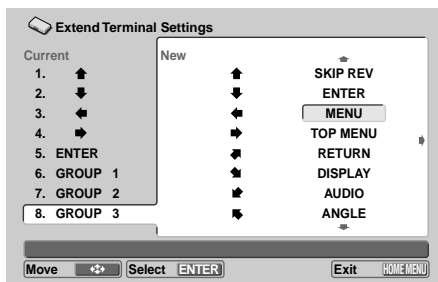 Extend Terminal Settings
Current New
1. ↑ ↑ SKIP REV
2. ↓ ↓ ENTER
3. ← ← MENU
4. → → TOP MENU
5. ENTER RETURN
6. GROUP 1 DISPLAY
7. GROUP 2 AUDIO
8. GROUP 3 ANGLE
Move Select ENTER Exit HOME MENU